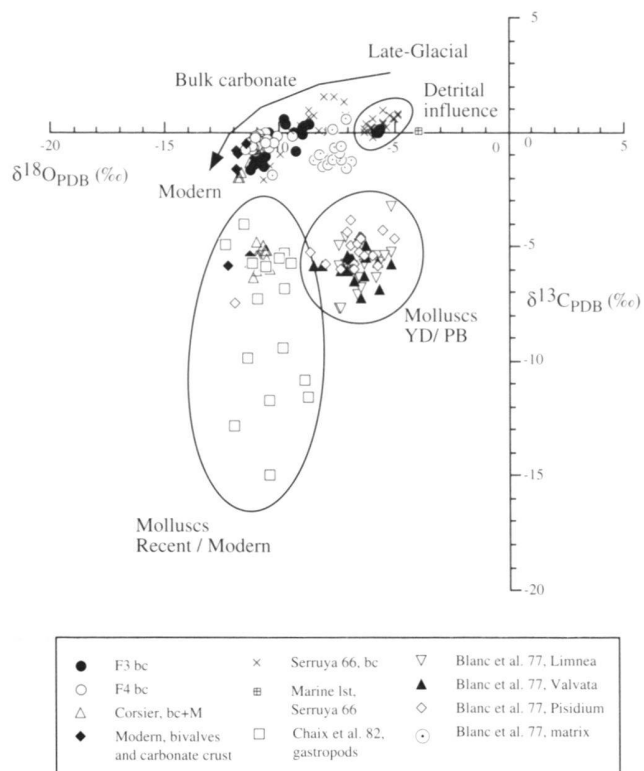 5
Late-Glacial
Bulk carbonate
Detrital
influence
-20
-15
-10
-5
0
5
δ18OPDB (‰)
Modern
-5
δ13CPDB (‰)
Molluscs
YD/ PB
-10
-15
Molluscs
Recent / Modern
-20
F3 bc
F4 bc
Corsier, bc+M
Modern, bivalves
and carbonate crust
Serruya 66, bc
Marine lst,
Serruya 66
Chaix et al. 82,
gastropods
Blanc et al. 77, Limnea
Blanc et al. 77, Valvata
Blanc et al. 77, Pisidium
Blanc et al. 77, matrix